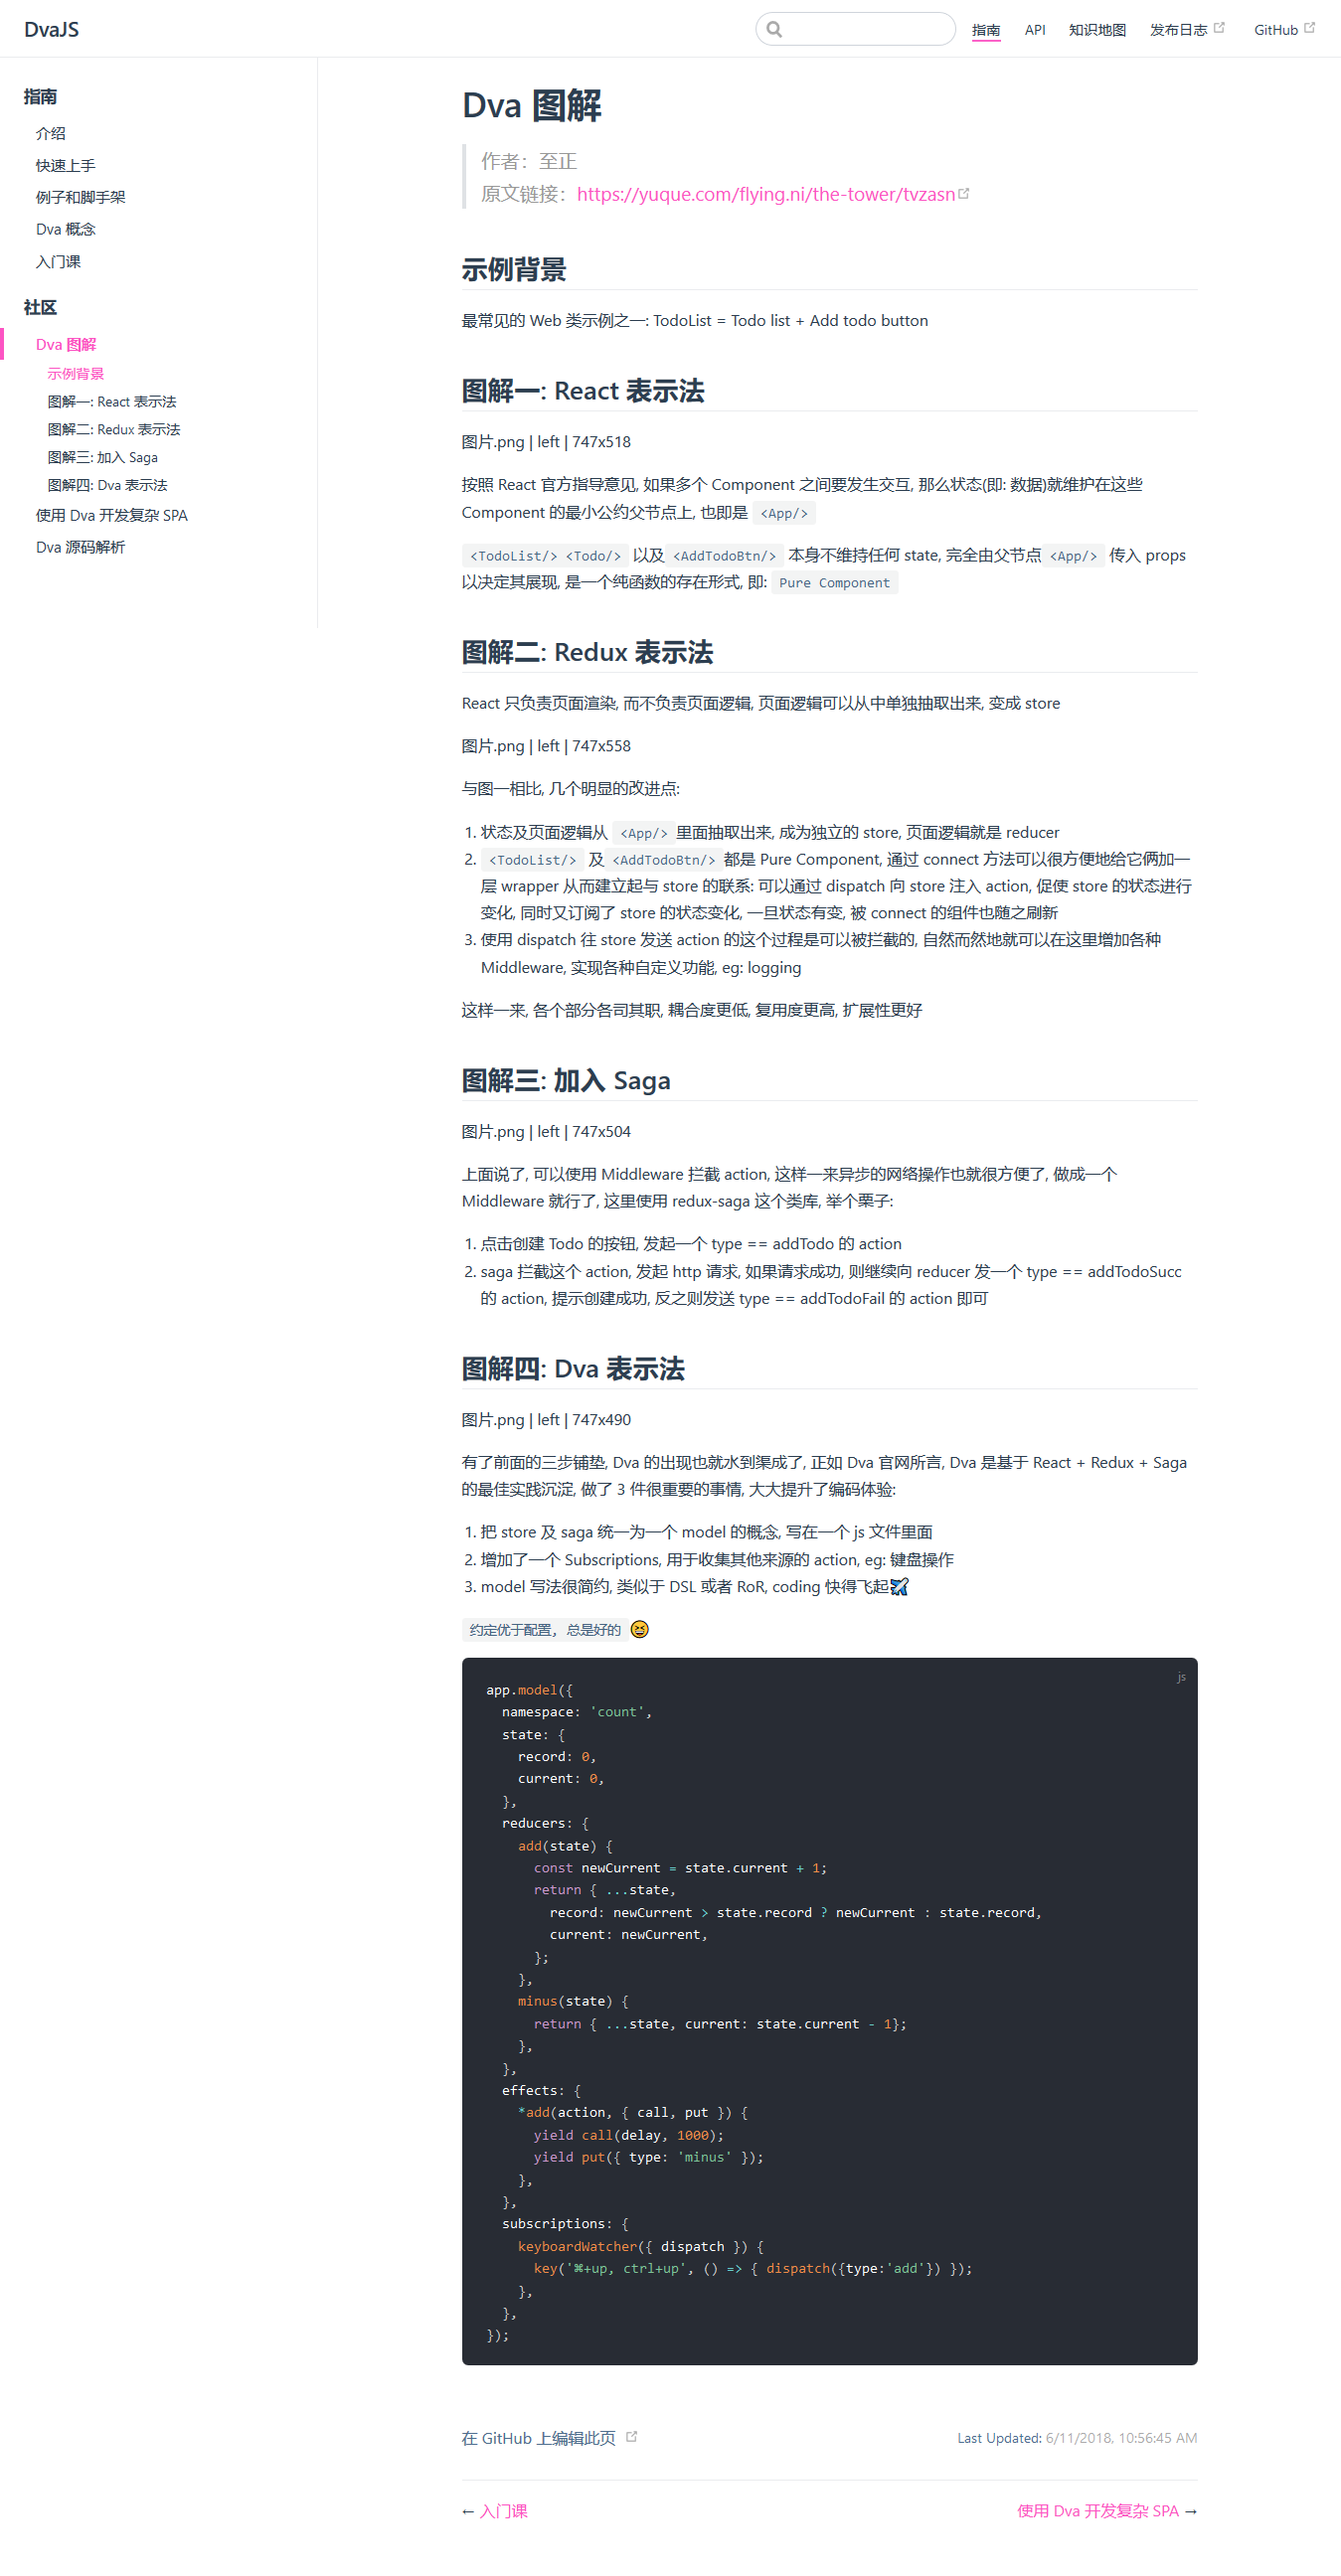 DvaJS
指南 API 知识地图 发布日志 GitHub
指南
介绍
快速上手
例子和脚手架
Dva 概念
入门课
社区
Dva 图解
示例背景
图解一: React 表示法
图解二: Redux 表示法
图解三: 加入 Saga
图解四: Dva 表示法
使用 Dva 开发复杂 SPA
Dva 源码解析
Dva 图解
作者：至正
原文链接：https://yuque.com/flying.ni/the-tower/tvzasn
示例背景
最常见的 Web 类示例之一: TodoList = Todo list + Add todo button
图解一: React 表示法
图片.png | left | 747x518
按照 React 官方指导意见, 如果多个 Component 之间要发生交互, 那么状态(即: 数据)就维护在这些
Component 的最小公约父节点上, 也即是 <App/>
<TodoList/> <Todo/> 以及 <AddTodoBtn/> 本身不维持任何 state, 完全由父节点 <App/> 传入 props
以决定其展现, 是一个纯函数的存在形式, 即: Pure Component
图解二: Redux 表示法
React 只负责页面渲染, 而不负责页面逻辑, 页面逻辑可以从中单独抽取出来, 变成 store
图片.png | left | 747x558
与图一相比, 几个明显的改进点:
1. 状态及页面逻辑从 <App/> 里面抽取出来, 成为独立的 store, 页面逻辑就是 reducer
2. <TodoList/> 及 <AddTodoBtn/> 都是 Pure Component, 通过 connect 方法可以很方便地给它俩加一
层 wrapper 从而建立起与 store 的联系: 可以通过 dispatch 向 store 注入 action, 促使 store 的状态进行
变化, 同时又订阅了 store 的状态变化, 一旦状态有变, 被 connect 的组件也随之刷新
3. 使用 dispatch 往 store 发送 action 的这个过程是可以被拦截的, 自然而然地就可以在这里增加各种
Middleware, 实现各种自定义功能, eg: logging
这样一来, 各个部分各司其职, 耦合度更低, 复用度更高, 扩展性更好
图解三: 加入 Saga
图片.png | left | 747x504
上面说了, 可以使用 Middleware 拦截 action, 这样一来异步的网络操作也就很方便了, 做成一个
Middleware 就行了, 这里使用 redux-saga 这个类库, 举个栗子:
1. 点击创建 Todo 的按钮, 发起一个 type == addTodo 的 action
2. saga 拦截这个 action, 发起 http 请求, 如果请求成功, 则继续向 reducer 发一个 type == addTodoSucc
的 action, 提示创建成功, 反之则发送 type == addTodoFail 的 action 即可
图解四: Dva 表示法
图片.png | left | 747x490
有了前面的三步铺垫, Dva 的出现也就水到渠成了, 正如 Dva 官网所言, Dva 是基于 React + Redux + Saga
的最佳实践沉淀, 做了 3 件很重要的事情, 大大提升了编码体验:
1. 把 store 及 saga 统一为一个 model 的概念, 写在一个 js 文件里面
2. 增加了一个 Subscriptions, 用于收集其他来源的 action, eg: 键盘操作
3. model 写法很简约, 类似于 DSL 或者 RoR, coding 快得飞起✈️
约定优于配置, 总是好的 😆
js
app.model({
  namespace: 'count',
  state: {
    record: 0,
    current: 0,
  },
  reducers: {
    add(state) {
      const newCurrent = state.current + 1;
      return { ...state,
        record: newCurrent > state.record ? newCurrent : state.record,
        current: newCurrent,
      };
    },
    minus(state) {
      return { ...state, current: state.current - 1};
    },
  },
  effects: {
    *add(action, { call, put }) {
      yield call(delay, 1000);
      yield put({ type: 'minus' });
    },
  },
  subscriptions: {
    keyboardWatcher({ dispatch }) {
      key('⌘+up, ctrl+up', () => { dispatch({type:'add'}) });
    },
  },
});
在 GitHub 上编辑此页 Last Updated: 6/11/2018, 10:56:45 AM
← 入门课 使用 Dva 开发复杂 SPA →